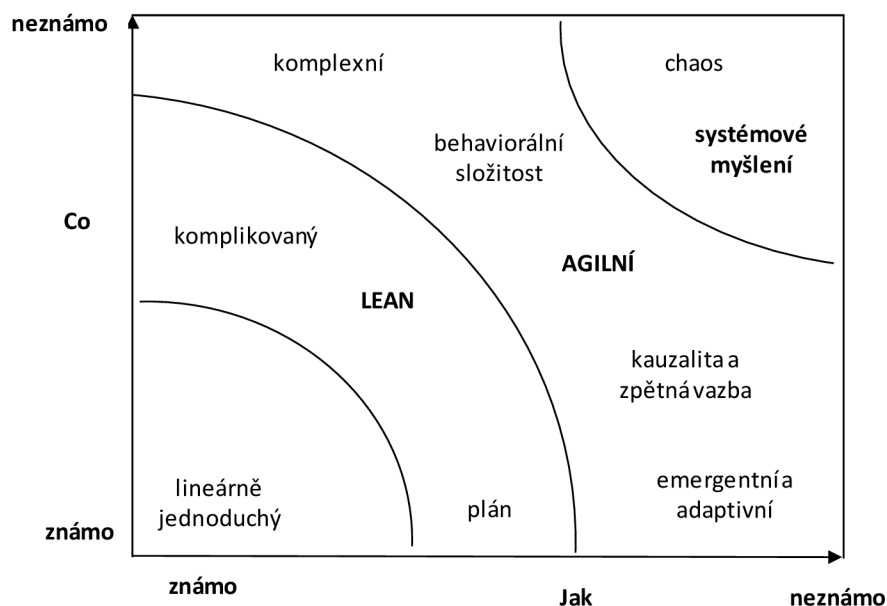 neznámo
komplexní
chaos
systémové
myšlení
behaviorální
složitost
Co
komplikovaný
AGILNÍ
LEAN
kauzalita a
zpětná vazba
lineárně
jednoduchý
plán
emergentní a
adaptivní
známo
známo
Jak
neznámo